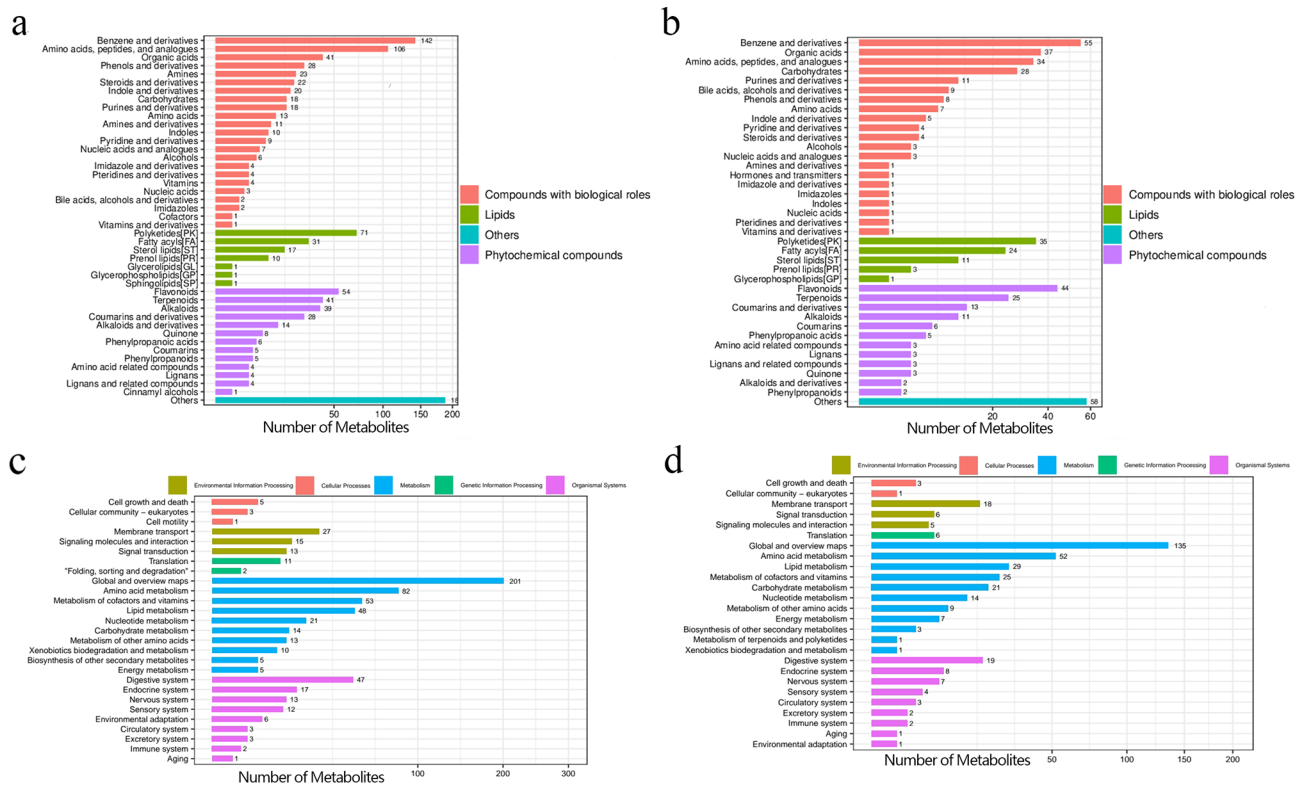 a
Benzene and derivatives 142
Amino acids, peptides, and analogues 106
Organic acids 41
Phenols and derivatives 28
Amines 23
Steroids and derivatives 22
Indole and derivatives 20
Carbohydrates 18
Purines and derivatives 18
Amino acids 13
Amines and derivatives 11
Indoles 10
Pyridine and derivatives 9
Nucleic acids and analogues 7
Alcohols 6
Imidazole and derivatives 4
Pteridines and derivatives 4
Vitamins 4
Nucleic acids 3
Bile acids, alcohols and derivatives 2
Imidazoles 2
Cofactors 1
Vitamins and derivatives 1
Polyketides[PK] 71
Fatty acyls[FA] 31
Sterol lipids[ST] 17
Prenol lipids[PR] 10
Glycerolipids[GL] 1
Glycerophospholipids[GP] 1
Sphingolipids[SP] 1
Flavonoids 54
Terpenoids 41
Alkaloids 39
Coumarins and derivatives 28
Alkaloids and derivatives 14
Quinone 8
Phenylpropanoic acids 6
Coumarins 5
Phenylpropanoids 5
Amino acid related compounds 4
Lignans 4
Lignans and related compounds 4
Cinnamyl alcohols 1
Others 18
50 100 150 200
Number of Metabolites
Compounds with biological roles
Lipids
Others
Phytochemical compounds
b
Benzene and derivatives 55
Organic acids 37
Amino acids, peptides, and analogues 34
Carbohydrates 28
Purines and derivatives 11
Bile acids, alcohols and derivatives 9
Phenols and derivatives 8
Amino acids 7
Indole and derivatives 5
Pyridine and derivatives 4
Steroids and derivatives 4
Alcohols 3
Nucleic acids and analogues 3
Amines and derivatives 1
Hormones and transmitters 1
Imidazole and derivatives 1
Imidazoles 1
Indoles 1
Nucleic acids 1
Pteridines and derivatives 1
Vitamins and derivatives 1
Polyketides[PK] 35
Fatty acyls[FA] 24
Sterol lipids[ST] 11
Prenol lipids[PR] 3
Glycerophospholipids[GP] 1
Flavonoids 44
Terpenoids 25
Coumarins and derivatives 13
Alkaloids 11
Coumarins 6
Phenylpropanoic acids 5
Amino acid related compounds 3
Lignans 3
Lignans and related compounds 3
Quinone 3
Alkaloids and derivatives 2
Phenylpropanoids 2
Others 58
20 40 60
Number of Metabolites
Compounds with biological roles
Lipids
Others
Phytochemical compounds
c
Environmental Information Processing Cellular Processes Metabolism Genetic Information Processing Organismal Systems
Cell growth and death 5
Cellular community − eukaryotes 3
Cell motility 1
Membrane transport 27
Signaling molecules and interaction 15
Signal transduction 13
Translation 11
"Folding, sorting and degradation" 2
Global and overview maps 201
Amino acid metabolism 82
Metabolism of cofactors and vitamins 53
Lipid metabolism 48
Nucleotide metabolism 21
Carbohydrate metabolism 14
Metabolism of other amino acids 13
Xenobiotics biodegradation and metabolism 10
Biosynthesis of other secondary metabolites 5
Energy metabolism 5
Digestive system 47
Endocrine system 17
Nervous system 13
Sensory system 12
Environmental adaptation 6
Circulatory system 3
Excretory system 3
Immune system 2
Aging 1
100 200 300
Number of Metabolites
d
Environmental Information Processing Cellular Processes Metabolism Genetic Information Processing Organismal Systems
Cell growth and death 3
Cellular community − eukaryotes 1
Membrane transport 18
Signal transduction 6
Signaling molecules and interaction 5
Translation 6
Global and overview maps 135
Amino acid metabolism 52
Lipid metabolism 29
Metabolism of cofactors and vitamins 25
Carbohydrate metabolism 21
Nucleotide metabolism 14
Metabolism of other amino acids 9
Energy metabolism 7
Biosynthesis of other secondary metabolites 3
Metabolism of terpenoids and polyketides 1
Xenobiotics biodegradation and metabolism 1
Digestive system 19
Endocrine system 8
Nervous system 7
Sensory system 4
Circulatory system 3
Excretory system 2
Immune system 2
Aging 1
Environmental adaptation 1
50 100 150 200
Number of Metabolites